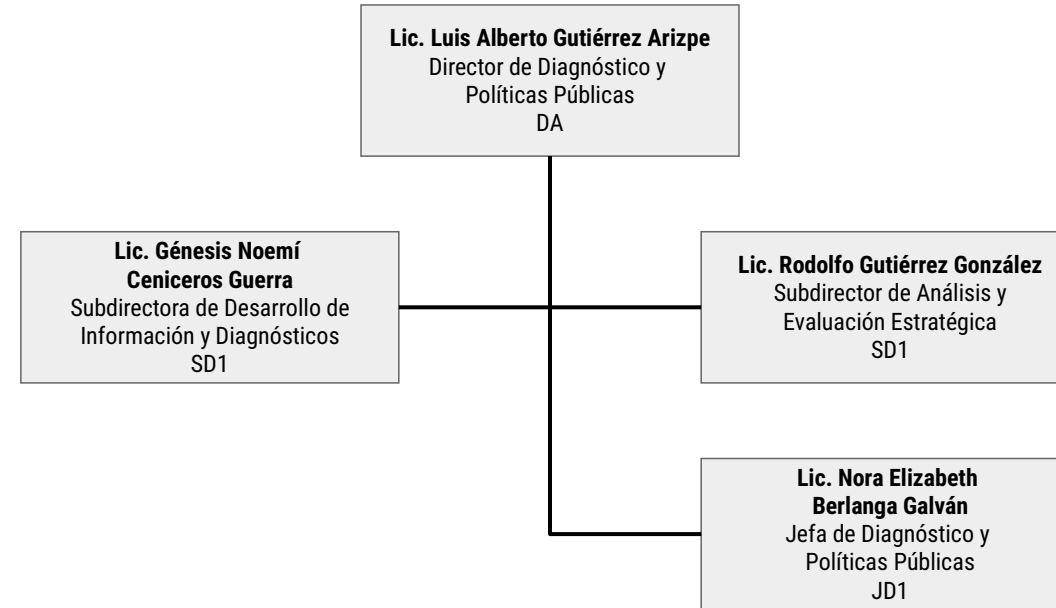 Lic. Luis Alberto Gutiérrez Arizpe
Director de Diagnóstico y
Políticas Públicas
DA
Lic. Génesis Noemí
Ceniceros Guerra
Subdirectora de Desarrollo de
Información y Diagnósticos
SD1
Lic. Rodolfo Gutiérrez González
Subdirector de Análisis y
Evaluación Estratégica
SD1
Lic. Nora Elizabeth
Berlanga Galván
Jefa de Diagnóstico y
Políticas Públicas
JD1